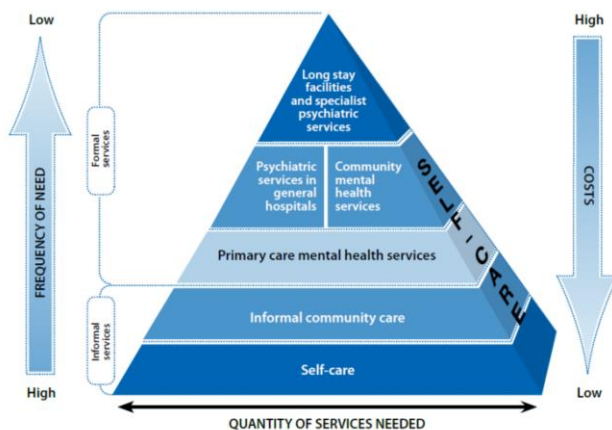 Low
High
Long stay
facilities
and specialist
psychiatric
services
Formal
services
FREQUENCY OF NEED
Psychiatric
services in
general
hospitals
Community
mental
health
services
SELF-CARE
COSTS
Primary care mental health services
Informal
services
Informal community care
Self-care
High
Low
QUANTITY OF SERVICES NEEDED